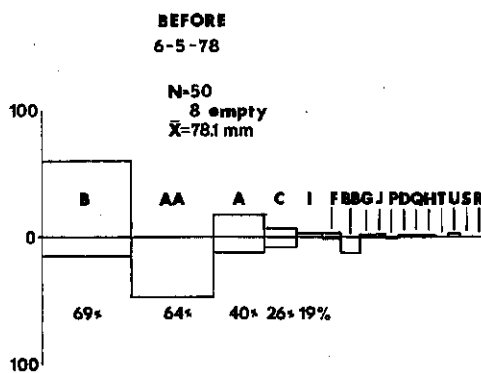 BEFORE
6-5-78
N=50
8 empty
X̄=78.1 mm
100
B AA A C I F BB G J P D Q H T U S R
0
69% 64% 40% 26% 19%
100